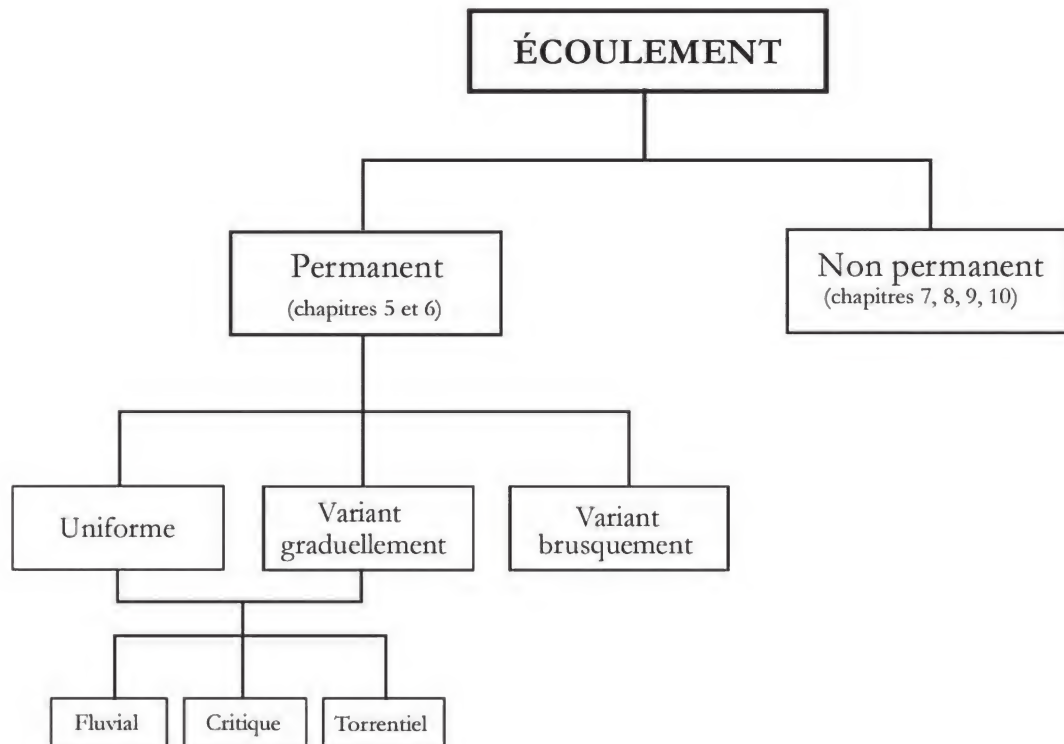 ÉCOULEMENT
Permanent
(chapitres 5 et 6)
Non permanent
(chapitres 7, 8, 9, 10)
Uniforme
Variant
graduellement
Variant
brusquement
Fluvial
Critique
Torrentiel